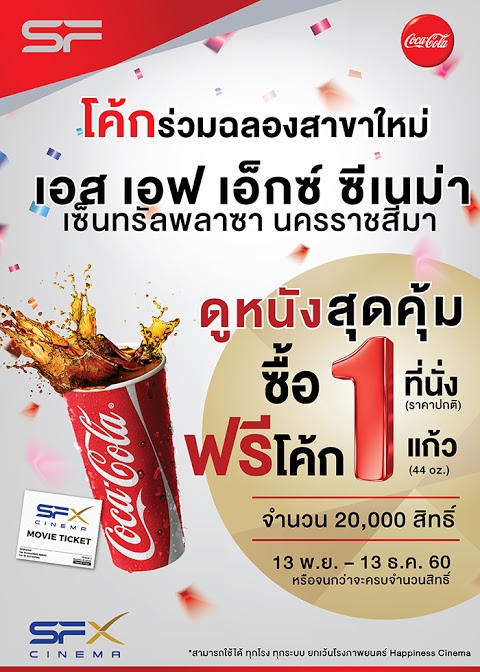 SF
Coca-Cola
โค้กร่วมฉลองสาขาใหม่
เอส เอฟ เอ็กซ์ ซีเนม่า
เซ็นทรัลพลาซา นครราชสีมา
ดูหนังสุดคุ้ม
ซื้อ 1 ที่นั่ง
(ราคาปกติ)
ฟรีโค้ก 1 แก้ว
(44 oz.)
Coca-Cola
SFX
CINEMA
MOVIE TICKET
จำนวน 20,000 สิทธิ์
13 พ.ย. – 13 ธ.ค. 60
หรือจนกว่าจะครบจำนวนสิทธิ์
SFX
CINEMA
*สามารถใช้ได้ ทุกโรง ทุกระบบ ยกเว้นโรงภาพยนตร์ Happiness Cinema